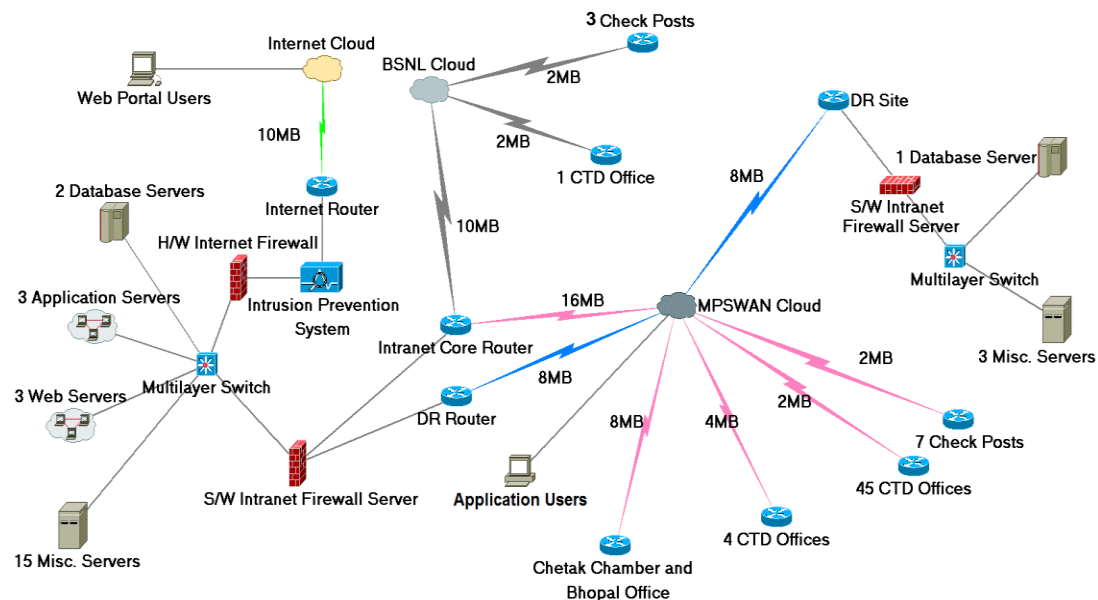 3 Check Posts
Internet Cloud
BSNL Cloud
2MB
Web Portal Users
DR Site
10MB
2MB
1 CTD Office
1 Database Server
8MB
2 Database Servers
Internet Router
S/W Intranet
Firewall Server
10MB
H/W Internet Firewall
Multilayer Switch
3 Application Servers
Intrusion Prevention
System
16MB
MPSWAN Cloud
Intranet Core Router
3 Misc. Servers
2MB
Multilayer Switch
8MB
3 Web Servers
2MB
DR Router
8MB
4MB
7 Check Posts
45 CTD Offices
S/W Intranet Firewall Server
Application Users
4 CTD Offices
15 Misc. Servers
Chetak Chamber and
Bhopal Office